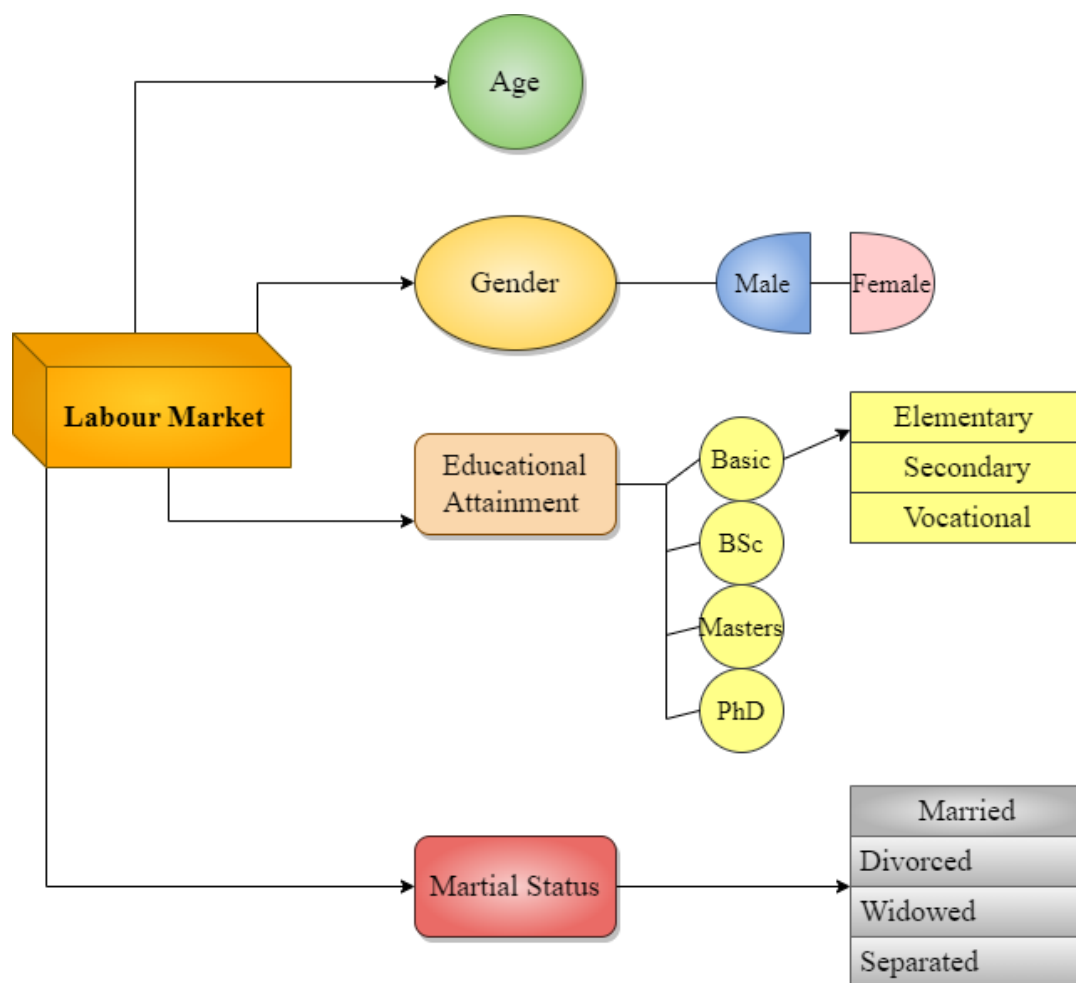 Age
Gender
Male
Female
Labour Market
Educational
Attainment
Basic
BSc
Masters
PhD
Elementary
Secondary
Vocational
Martial Status
Married
Divorced
Widowed
Separated